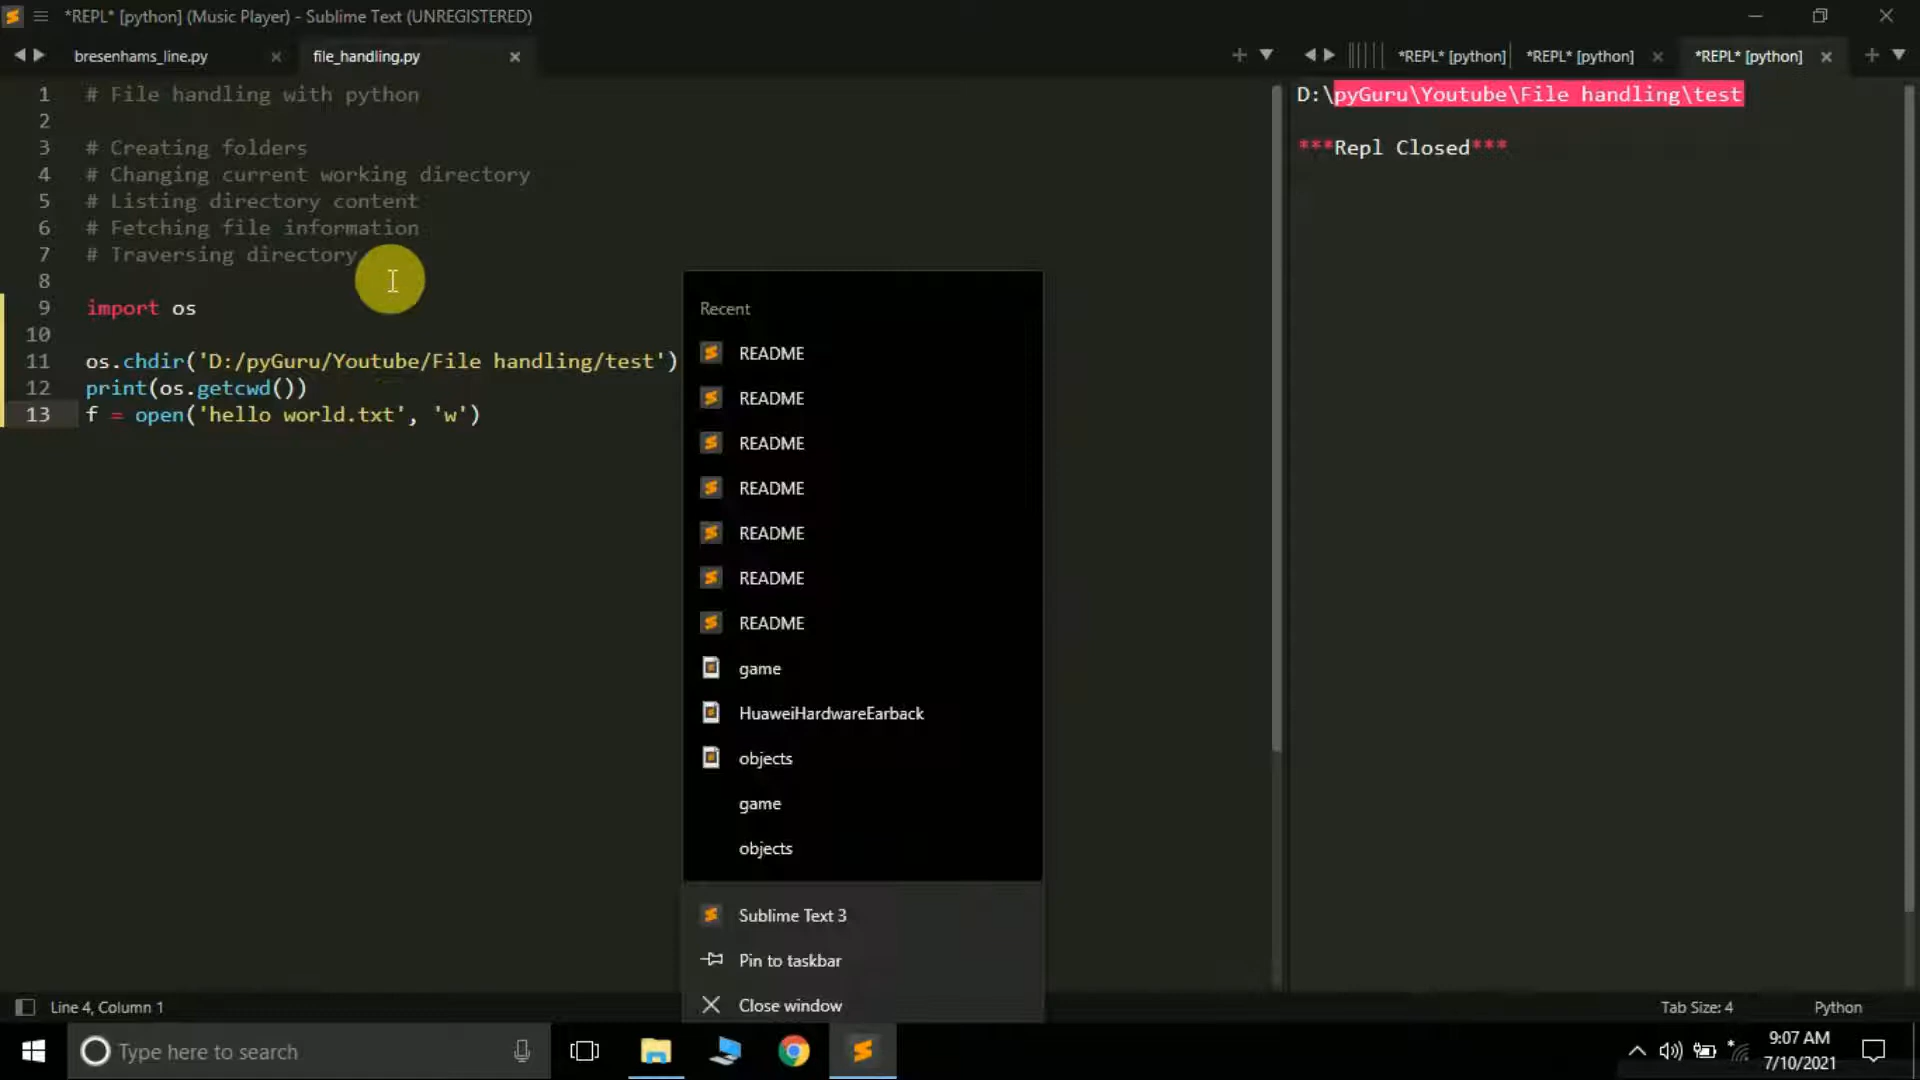 *REPL* [python] (Music Player) - Sublime Text (UNREGISTERED)
bresenhams_line.py
file_handling.py
*REPL* [python]
*REPL* [python]
*REPL* [python]
1 # File handling with python
2
3 # Creating folders
4 # Changing current working directory
5 # Listing directory content
6 # Fetching file information
7 # Traversing directory
8
9 import os
10
11 os.chdir('D:/pyGuru/Youtube/File handling/test')
12 print(os.getcwd())
13 f = open('hello world.txt', 'w')
D:\pyGuru\Youtube\File handling\test
***Repl Closed***
Recent
README
README
README
README
README
README
README
game
HuaweiHardwareEarback
objects
game
objects
Sublime Text 3
Pin to taskbar
Close window
Line 4, Column 1
Tab Size: 4
Python
Type here to search
9:07 AM
7/10/2021